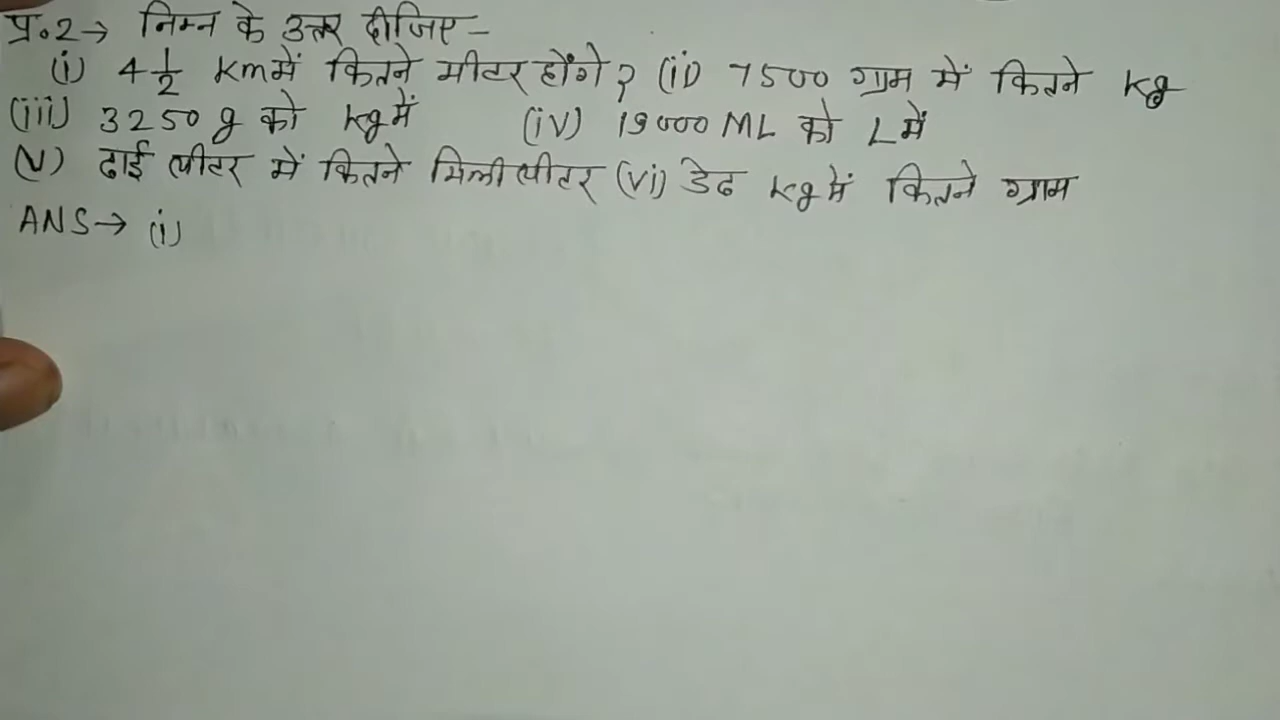 प्र.2→ निम्न के उत्तर दीजिए-
(i) 4 1/2 Km में कितने मीटर होंगे ? (ii) 7500 ग्राम में कितने kg
(iii) 3250 g को kg में (iv) 19000 ML को L में
(V) ढाई लीटर में कितने मिलीलीटर (vi) डेढ kg में कितने ग्राम
ANS→ (i)